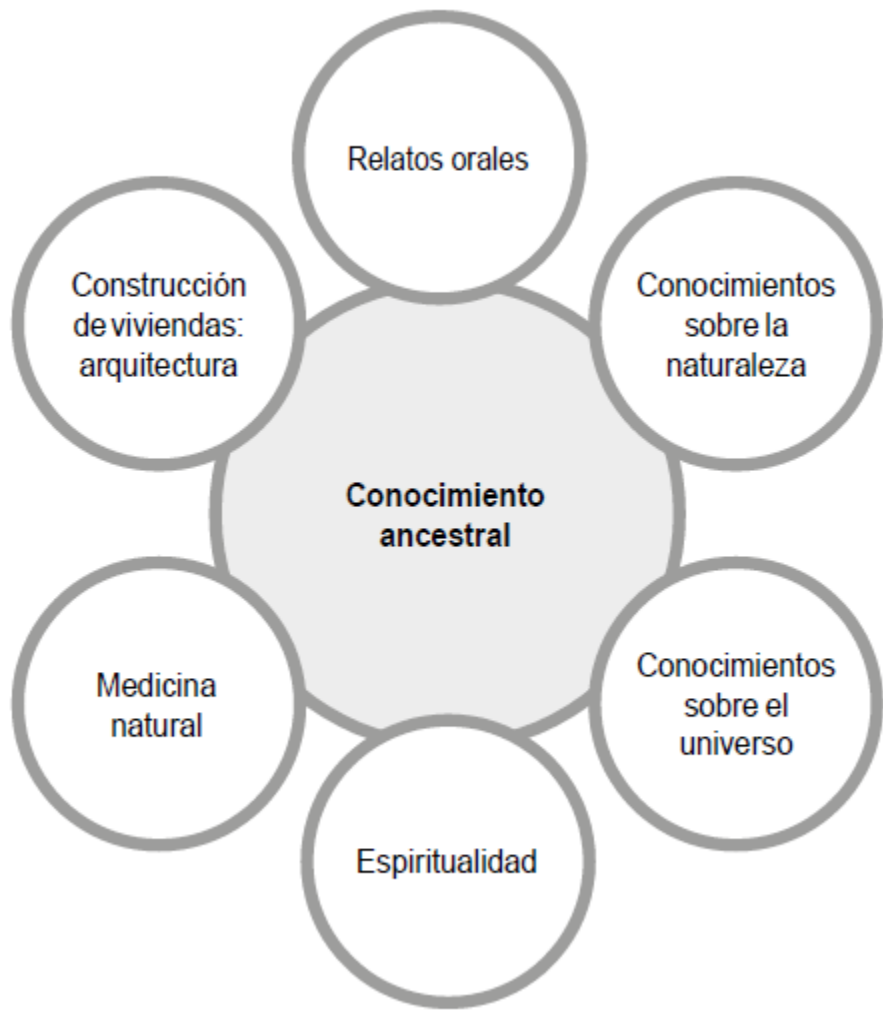 Relatos orales
Construcción
de viviendas:
arquitectura
Conocimientos
sobre la
naturaleza
Conocimiento
ancestral
Medicina
natural
Conocimientos
sobre el
universo
Espiritualidad